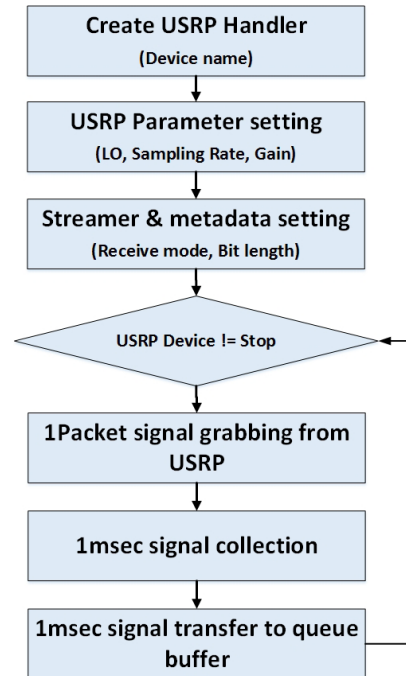 Create USRP Handler
(Device name)
USRP Parameter setting
(LO, Sampling Rate, Gain)
Streamer & metadata setting
(Receive mode, Bit length)
USRP Device != Stop
1Packet signal grabbing from
USRP
1msec signal collection
1msec signal transfer to queue
buffer